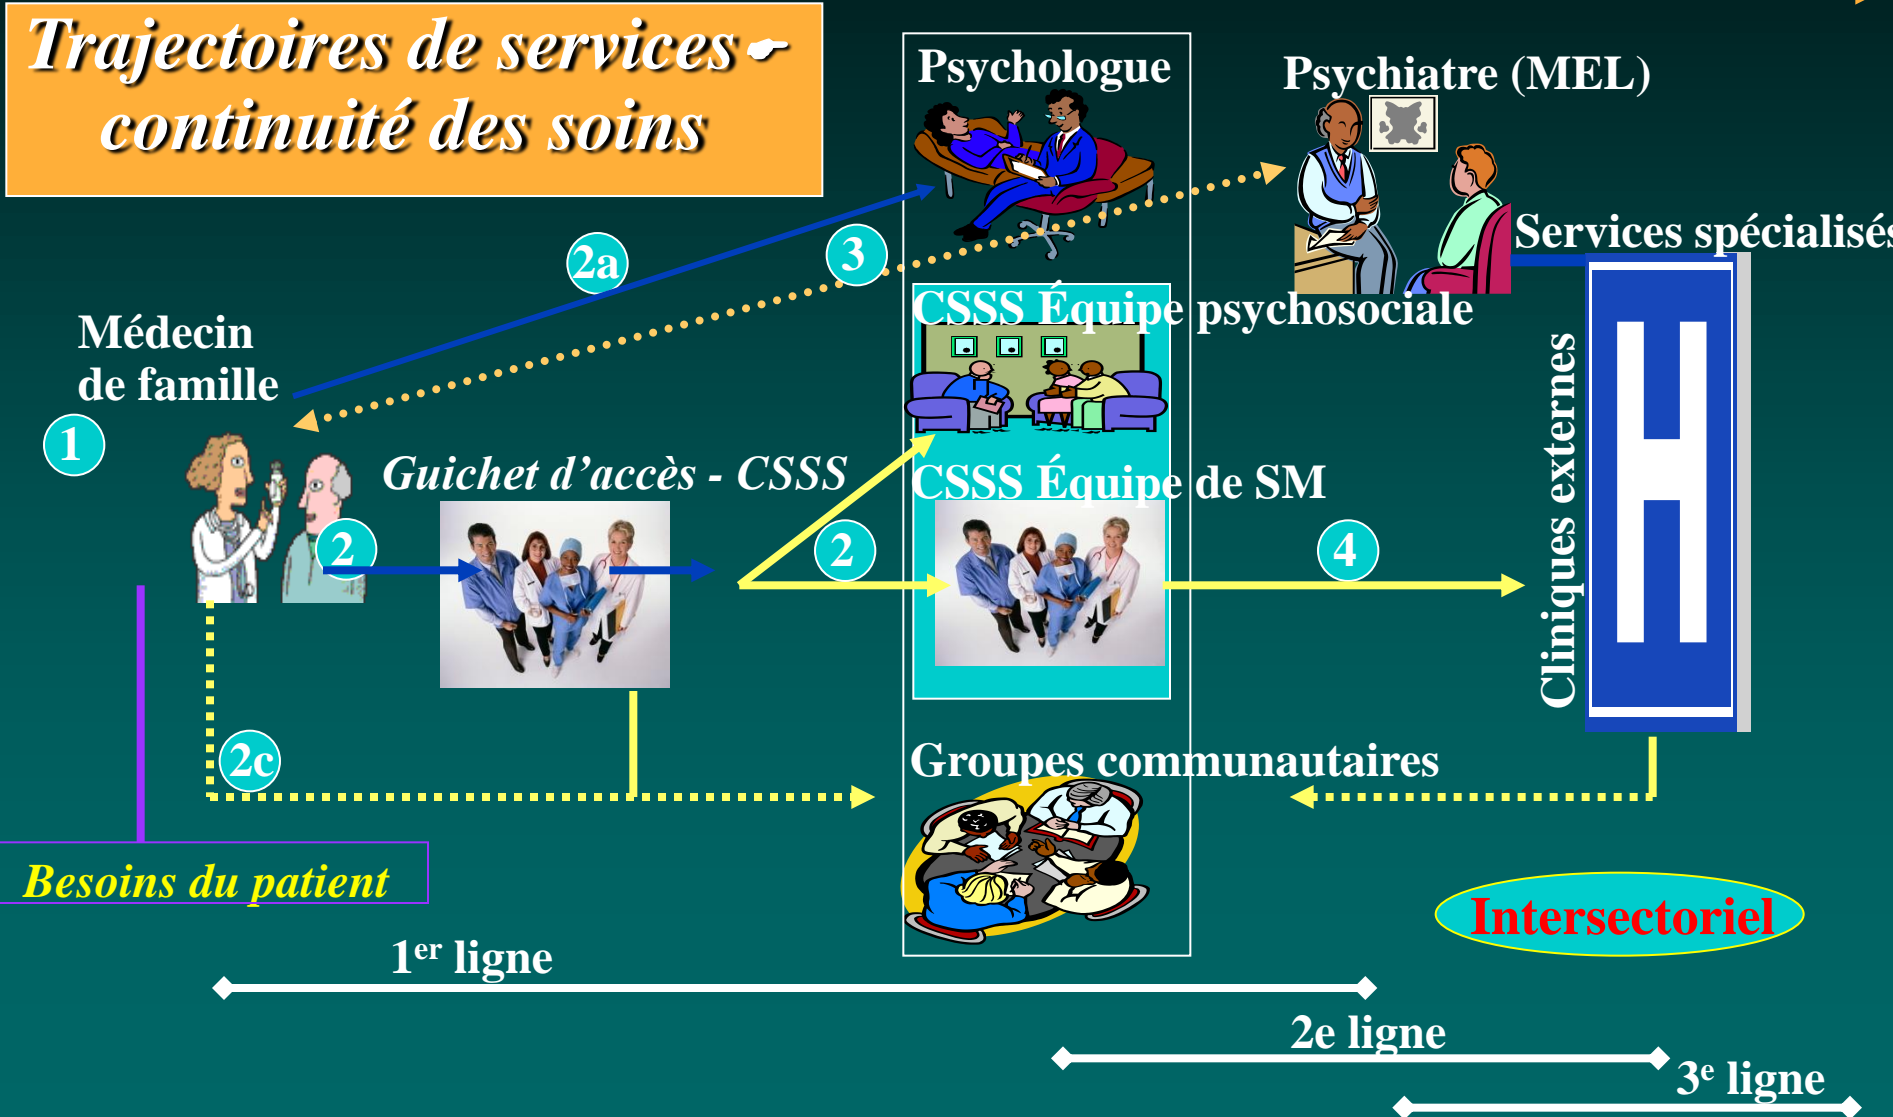 Trajectoires de services☛
continuité des soins
Psychologue
Psychiatre (MEL)
2a
3
Services spécialisés
CSSS Équipe psychosociale
Médecin
de famille
1
Guichet d’accès - CSSS
CSSS Équipe de SM
Cliniques externes
H
2
2
4
2c
Groupes communautaires
Besoins du patient
Intersectoriel
1er ligne
2e ligne
3e ligne